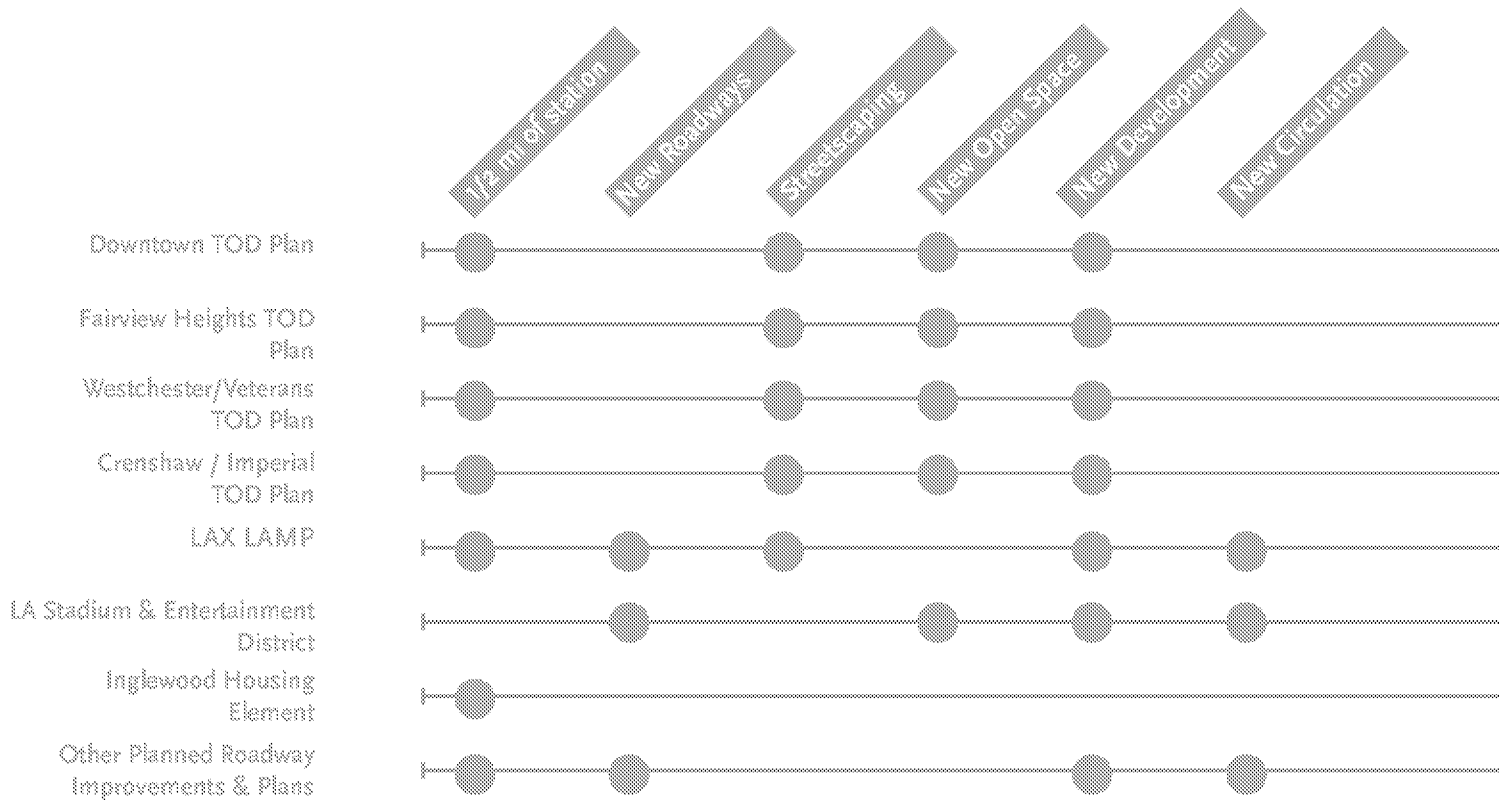 1/2 mi of station
New Roadways
Streetscaping
New Open Space
New Development
New Circulation
Downtown TOD Plan
Fairview Heights TOD
Plan
Westchester/Veterans
TOD Plan
Crenshaw / Imperial
TOD Plan
LAX LAMP
LA Stadium & Entertainment
District
Inglewood Housing
Element
Other Planned Roadway
Improvements & Plans